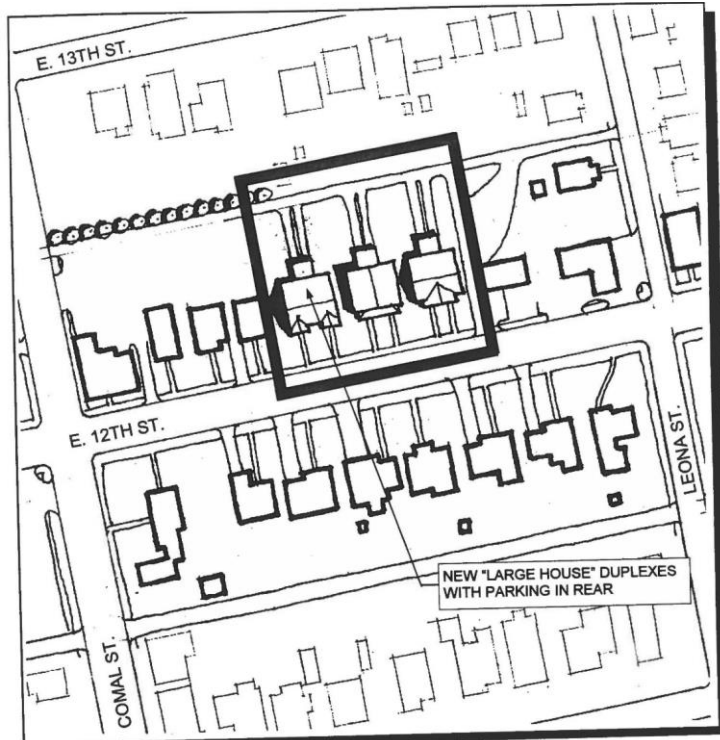 E. 13TH ST.
E. 12TH ST.
LEONA ST.
NEW "LARGE HOUSE" DUPLEXES
WITH PARKING IN REAR
COMAL ST.